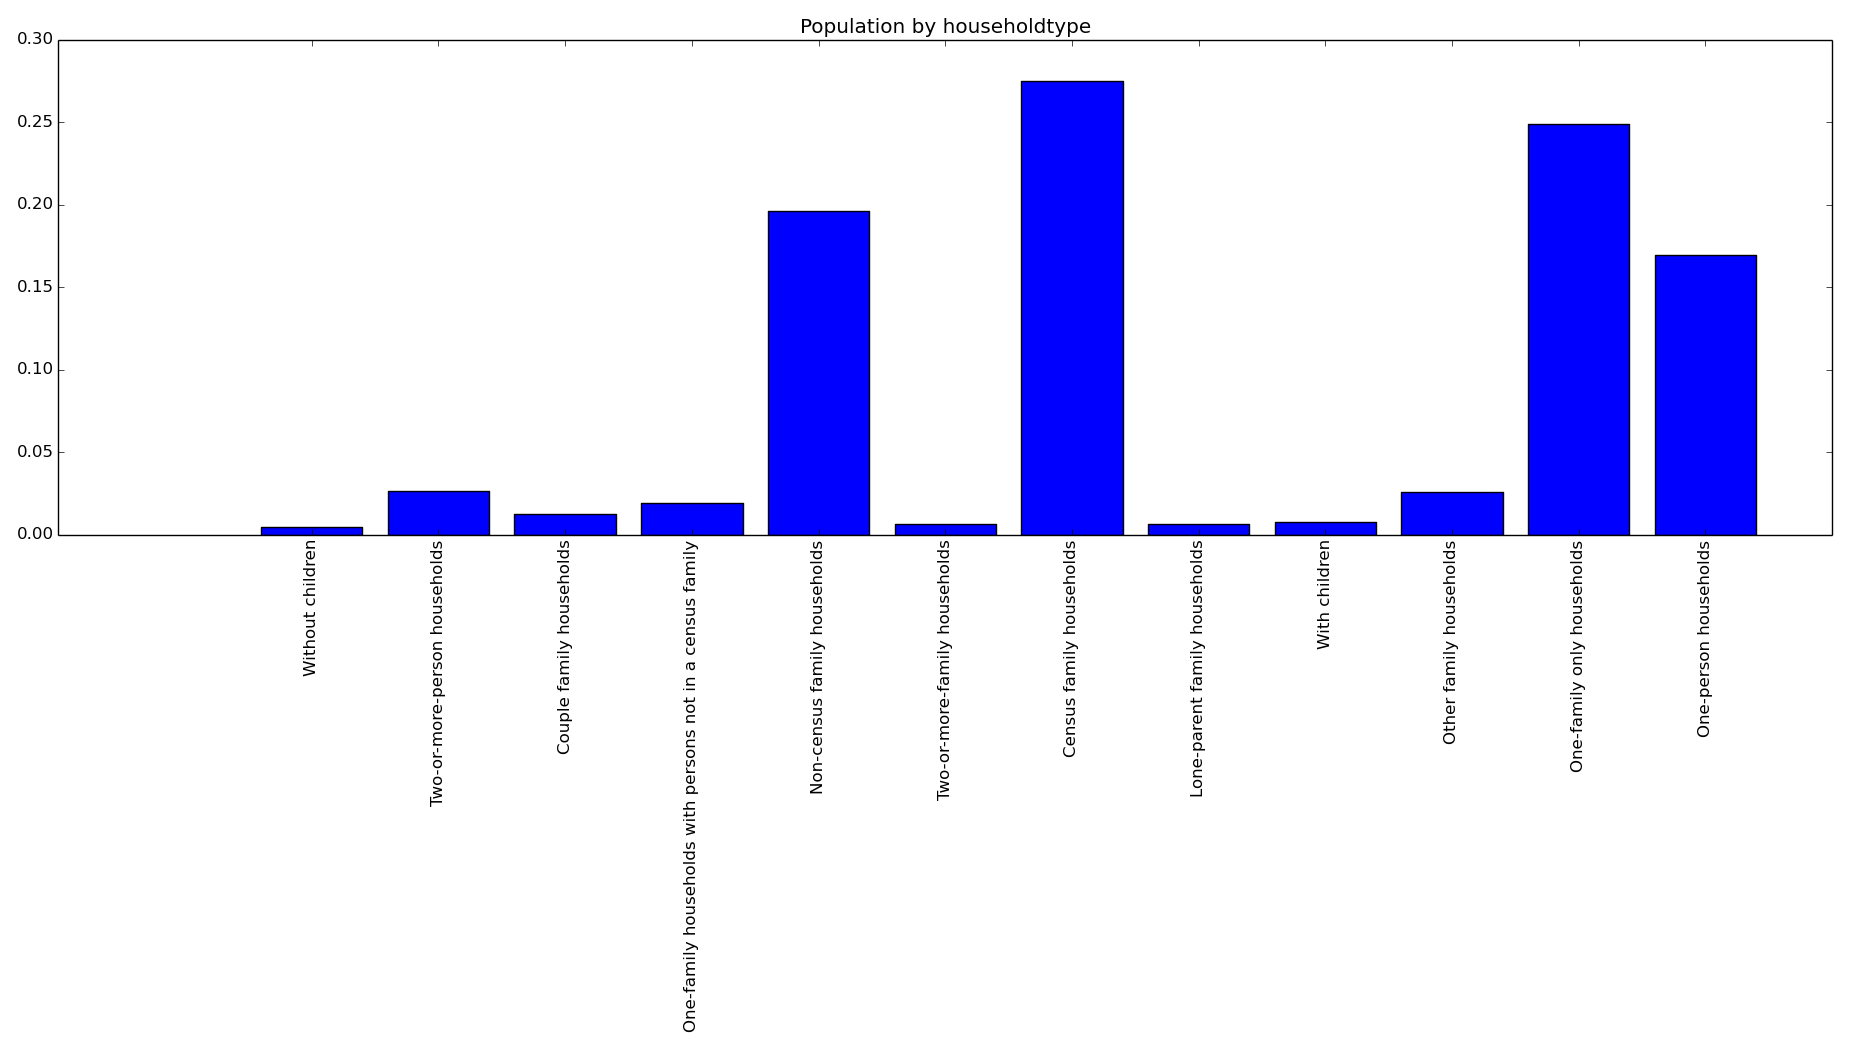 Population by householdtype
0.30
0.25
0.20
0.15
0.10
0.05
0.00
Without children
Two-or-more-person households
Couple family households
One-family households with persons not in a census family
Non-census family households
Two-or-more-family households
Census family households
Lone-parent family households
With children
Other family households
One-family only households
One-person households